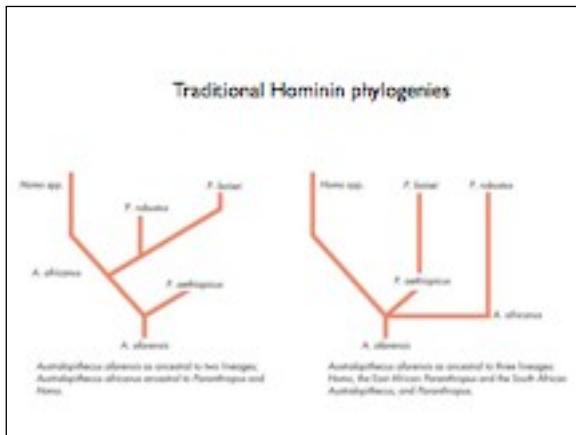 Traditional Hominin phylogenies
Homo spp.
P. boisei
P. robustus
A. africanus
P. aethiopicus
A. afarensis
Australopithecus afarensis as ancestral to two lineages;
Australopithecus africanus ancestral to Paranthropus and
Homo.
Homo spp.
P. boisei
P. robustus
P. aethiopicus
A. africanus
A. afarensis
Australopithecus afarensis as ancestral to three lineages:
Homo, the East African Paranthropus and the South African
Australopithecus, and Paranthropus.